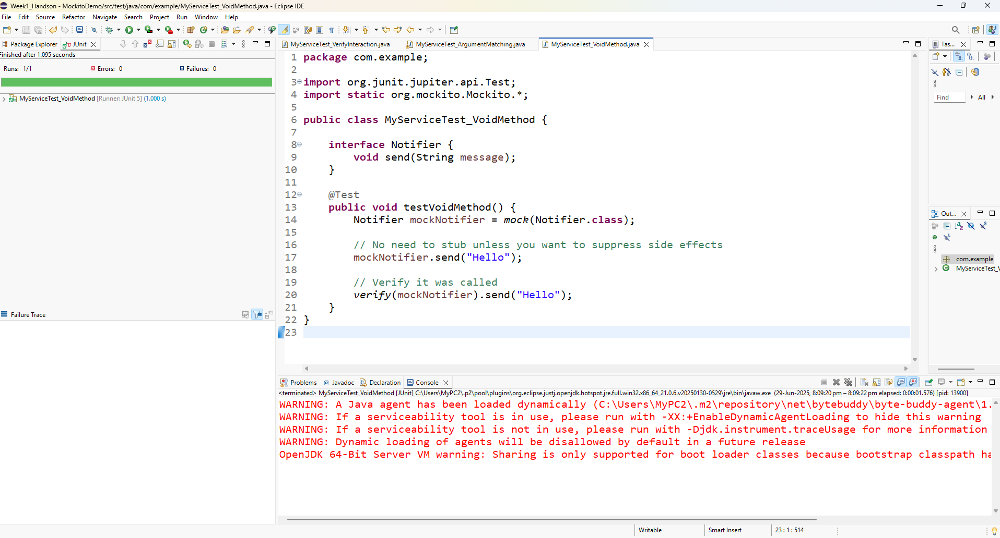 Week1_Handson - MockitoDemo/src/test/java/com/example/MyServiceTest_VoidMethod.java - Eclipse IDE
File Edit Source Refactor Navigate Search Project Run Window Help
Package Explorer JUnit
Finished after 1.095 seconds
Runs: 1/1 Errors: 0 Failures: 0
MyServiceTest_VoidMethod [Runner: JUnit 5] (1.000 s)
Failure Trace
MyServiceTest_VerifyInteraction.java MyServiceTest_ArgumentMatching.java MyServiceTest_VoidMethod.java
1 package com.example;
2
3 import org.junit.jupiter.api.Test;
4 import static org.mockito.Mockito.*;
5
6 public class MyServiceTest_VoidMethod {
7
8     interface Notifier {
9         void send(String message);
10     }
11
12     @Test
13     public void testVoidMethod() {
14         Notifier mockNotifier = mock(Notifier.class);
15
16         // No need to stub unless you want to suppress side effects
17         mockNotifier.send("Hello");
18
19         // Verify it was called
20         verify(mockNotifier).send("Hello");
21     }
22 }
23
Tas...
Find All
Out...
com.example
MyServiceTest_V
Problems Javadoc Declaration Console
<terminated> MyServiceTest_VoidMethod [JUnit] C:\Users\MyPC2\.p2\pool\plugins\org.eclipse.justj.openjdk.hotspot.jre.full.win32.x86_64_21.0.6.v20250130-0529\jre\bin\javaw.exe (29-Jun-2025, 8:09:20 pm – 8:09:22 pm elapsed: 0:00:01.576) [pid: 13900]
WARNING: A Java agent has been loaded dynamically (C:\Users\MyPC2\.m2\repository\net\bytebuddy\byte-buddy-agent\1.
WARNING: If a serviceability tool is in use, please run with -XX:+EnableDynamicAgentLoading to hide this warning
WARNING: If a serviceability tool is not in use, please run with -Djdk.instrument.traceUsage for more information
WARNING: Dynamic loading of agents will be disallowed by default in a future release
OpenJDK 64-Bit Server VM warning: Sharing is only supported for boot loader classes because bootstrap classpath ha
Writable Smart Insert 23 : 1 : 514